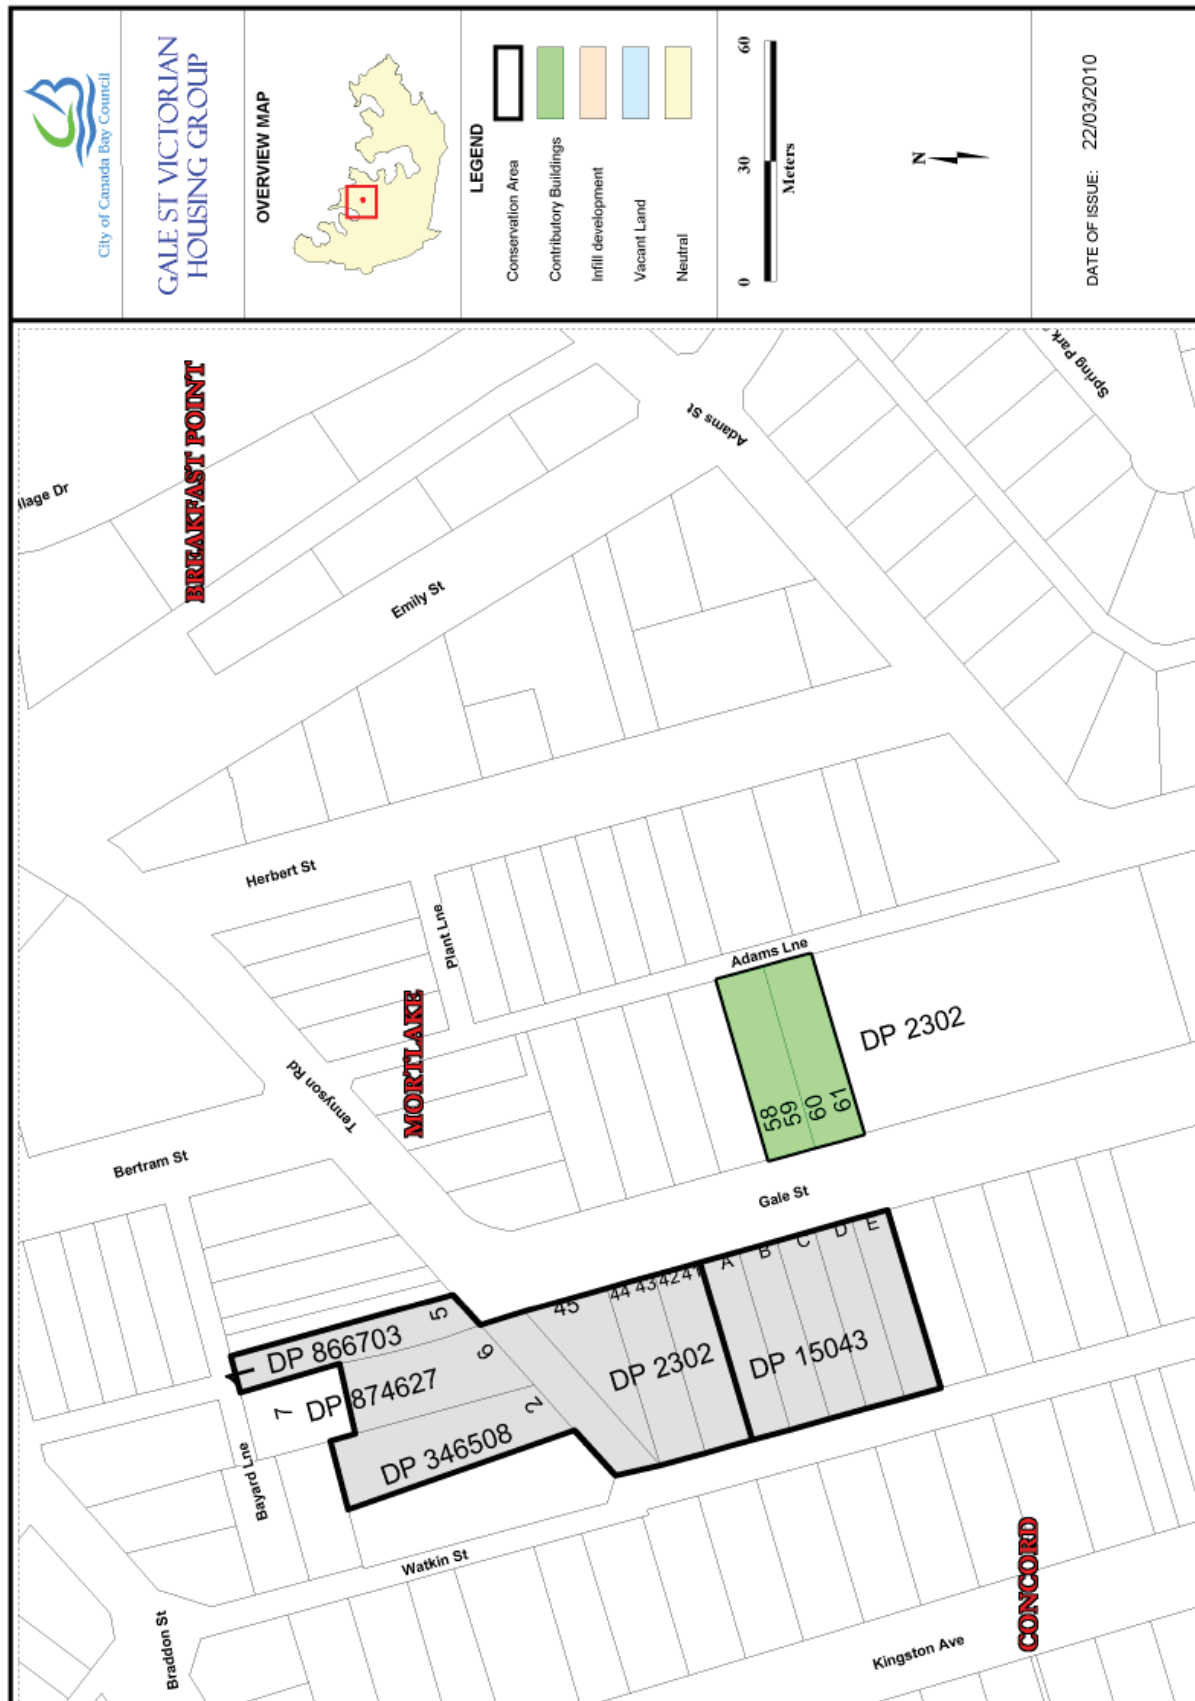 City of Canada Bay Council
GALE ST VICTORIAN
HOUSING GROUP
OVERVIEW MAP
LEGEND
Conservation Area
Contributory Buildings
Infill development
Vacant Land
Neutral
0 30 60
Meters
N
DATE OF ISSUE: 22/03/2010
BREAKFAST POINT
illage Dr
Emily St
Adams St
Spring Park
Herbert St
Plant Lne
MORTLAKE
Adams Lne
Tennyson Rd
Bertram St
58
59
60
61
DP 2302
Gale St
5
DP 866703
6
DP 874627
7
2
DP 346508
45
44
43
42
41
DP 2302
A
B
C
D
E
DP 15043
Bayard Lne
Watkin St
Braddon St
Kingston Ave
CONCORD